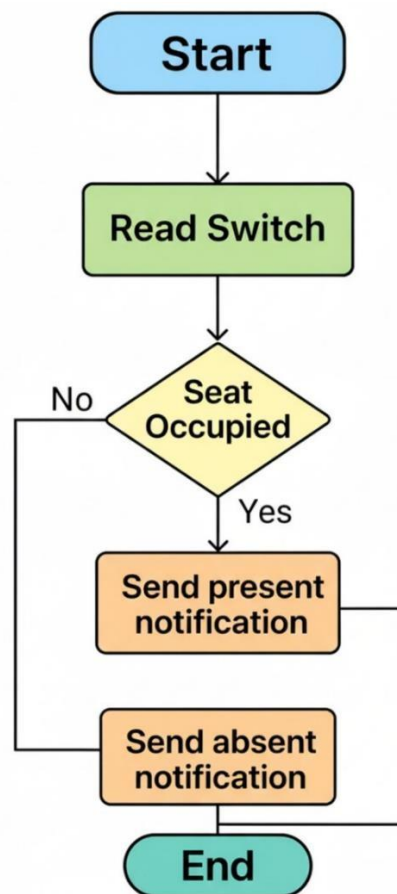 Start
Read Switch
Seat
Occupied
No
Yes
Send present
notification
Send absent
notification
End